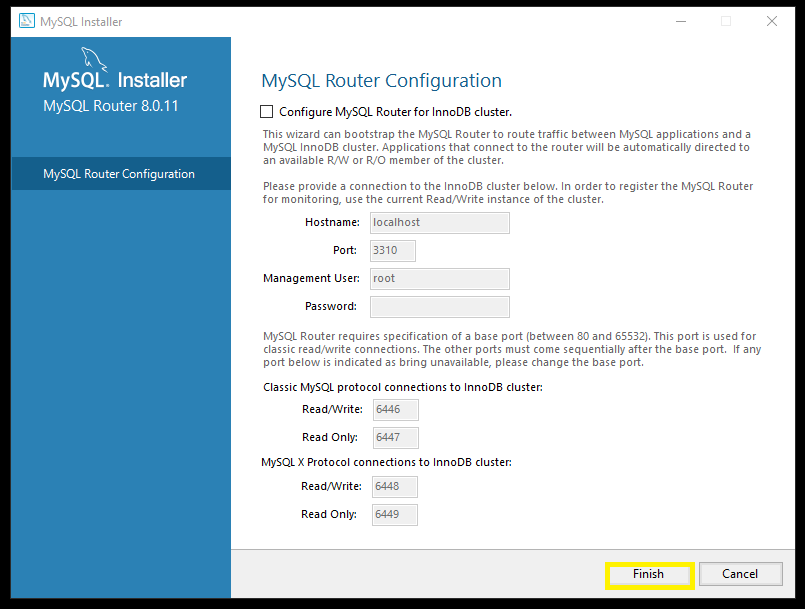 MySQL Installer
MySQL. Installer
MySQL Router 8.0.11
MySQL Router Configuration
MySQL Router Configuration
Configure MySQL Router for InnoDB cluster.
This wizard can bootstrap the MySQL Router to route traffic between MySQL applications and a
MySQL InnoDB cluster. Applications that connect to the router will be automatically directed to
an available R/W or R/O member of the cluster.
Please provide a connection to the InnoDB cluster below. In order to register the MySQL Router
for monitoring, use the current Read/Write instance of the cluster.
Hostname: localhost
Port: 3310
Management User: root
Password:
MySQL Router requires specification of a base port (between 80 and 65532). This port is used for
classic read/write connections. The other ports must come sequentially after the base port. If any
port below is indicated as bring unavailable, please change the base port.
Classic MySQL protocol connections to InnoDB cluster:
Read/Write: 6446
Read Only: 6447
MySQL X Protocol connections to InnoDB cluster:
Read/Write: 6448
Read Only: 6449
Finish Cancel